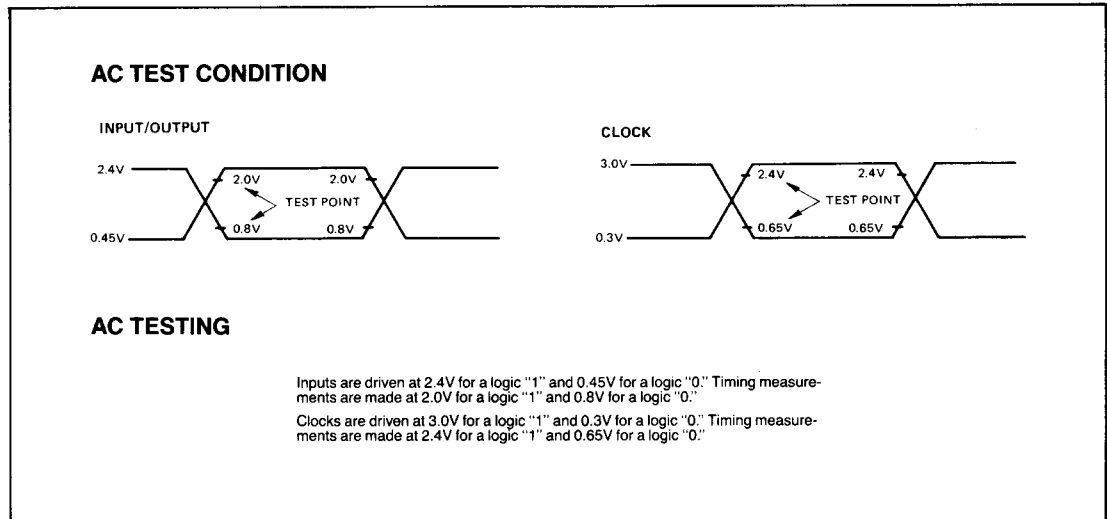 AC TEST CONDITION
INPUT/OUTPUT
2.4V
2.0V
2.0V
TEST POINT
0.8V
0.8V
0.45V
CLOCK
3.0V
2.4V
2.4V
TEST POINT
0.65V
0.65V
0.3V
AC TESTING
Inputs are driven at 2.4V for a logic "1" and 0.45V for a logic "0." Timing measure-
ments are made at 2.0V for a logic "1" and 0.8V for a logic "0."
Clocks are driven at 3.0V for a logic "1" and 0.3V for a logic "0." Timing measure-
ments are made at 2.4V for a logic "1" and 0.65V for a logic "0."